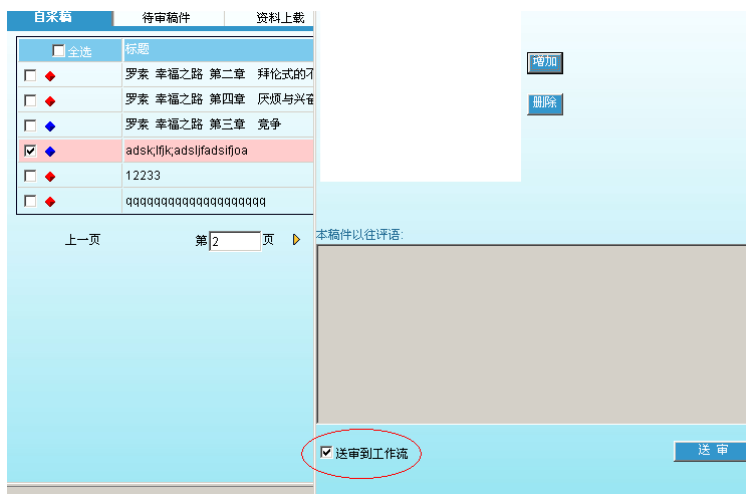 自采稿 待审稿件 资料上载
全选 标题
罗素 幸福之路 第二章 拜伦式的不
罗素 幸福之路 第四章 厌烦与兴奋
罗素 幸福之路 第三章 竞争
adsk;lfjk;adsljfadsifjoa
12233
qqqqqqqqqqqqqqqqqqqq
上一页 第 2 页
增加
删除
本稿件以往评语:
送审到工作流
送 审